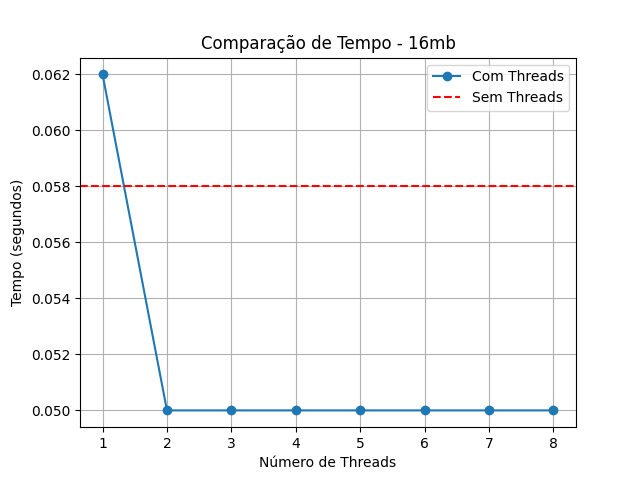 Comparação de Tempo - 16mb
Com Threads
Sem Threads
Tempo (segundos)
0.062
0.060
0.058
0.056
0.054
0.052
0.050
1 2 3 4 5 6 7 8
Número de Threads